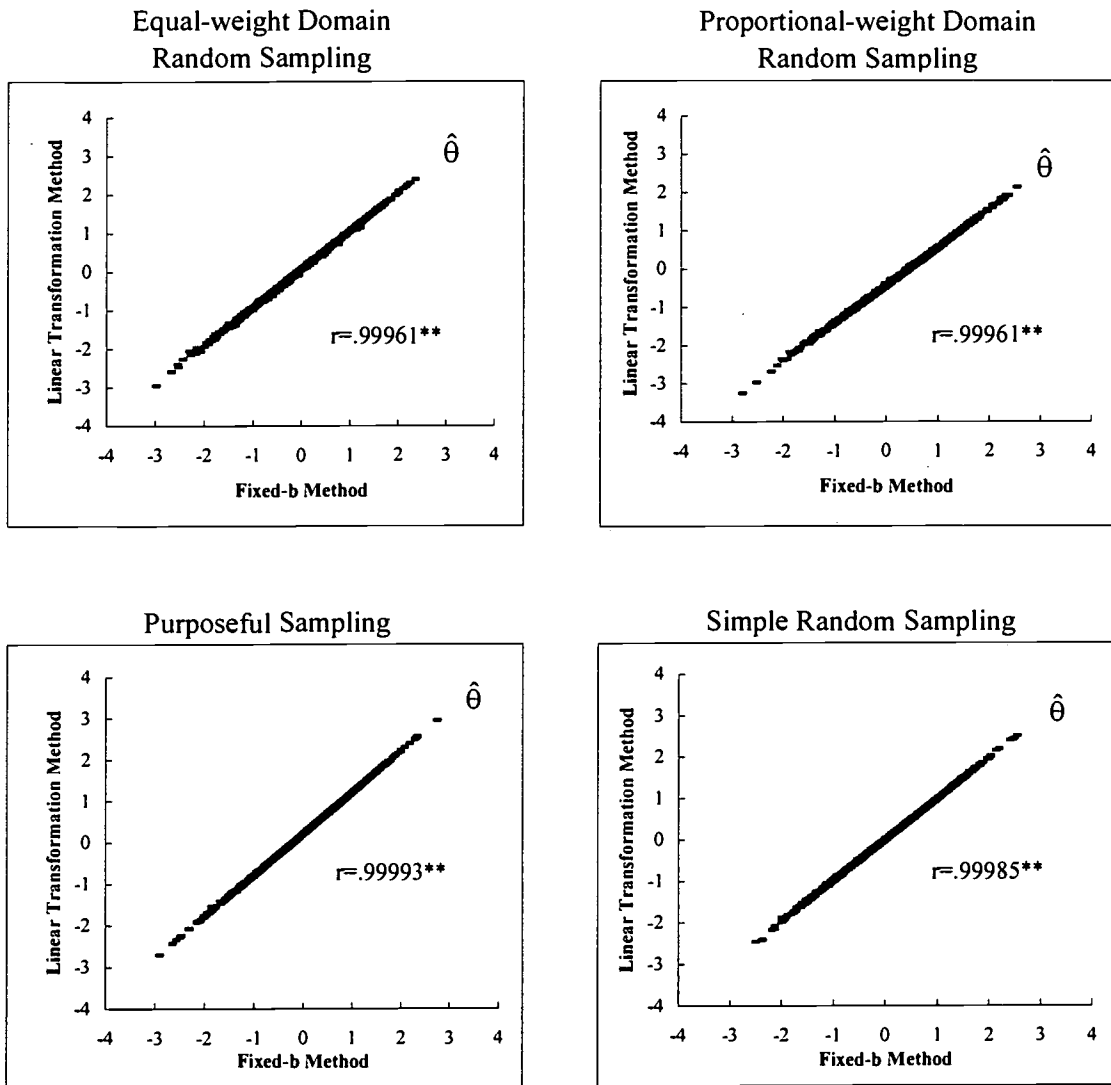 Equal-weight Domain
Random Sampling
4
3
2
1
0
-1
-2
-3
-4
Linear Transformation Method
θ̂
r=.99961**
-4 -3 -2 -1 0 1 2 3 4
Fixed-b Method
Proportional-weight Domain
Random Sampling
4
3
2
1
0
-1
-2
-3
-4
Linear Transformation Method
θ̂
r=.99961**
-4 -3 -2 -1 0 1 2 3 4
Fixed-b Method
Purposeful Sampling
4
3
2
1
0
-1
-2
-3
-4
Linear Transformation Method
θ̂
r=.99993**
-4 -3 -2 -1 0 1 2 3 4
Fixed-b Method
Simple Random Sampling
4
3
2
1
0
-1
-2
-3
-4
Linear Transformation Method
θ̂
r=.99985**
-4 -3 -2 -1 0 1 2 3 4
Fixed-b Method